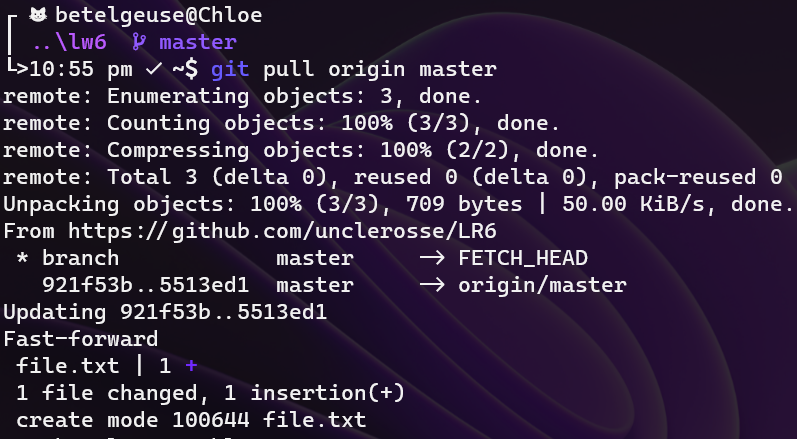 betelgeuse@Chloe
..\lw6 master
>10:55 pm ✓ ~$ git pull origin master
remote: Enumerating objects: 3, done.
remote: Counting objects: 100% (3/3), done.
remote: Compressing objects: 100% (2/2), done.
remote: Total 3 (delta 0), reused 0 (delta 0), pack-reused 0
Unpacking objects: 100% (3/3), 709 bytes | 50.00 KiB/s, done.
From https://github.com/unclerosse/LR6
 * branch            master     -> FETCH_HEAD
   921f53b..5513ed1  master     -> origin/master
Updating 921f53b..5513ed1
Fast-forward
 file.txt | 1 +
 1 file changed, 1 insertion(+)
 create mode 100644 file.txt